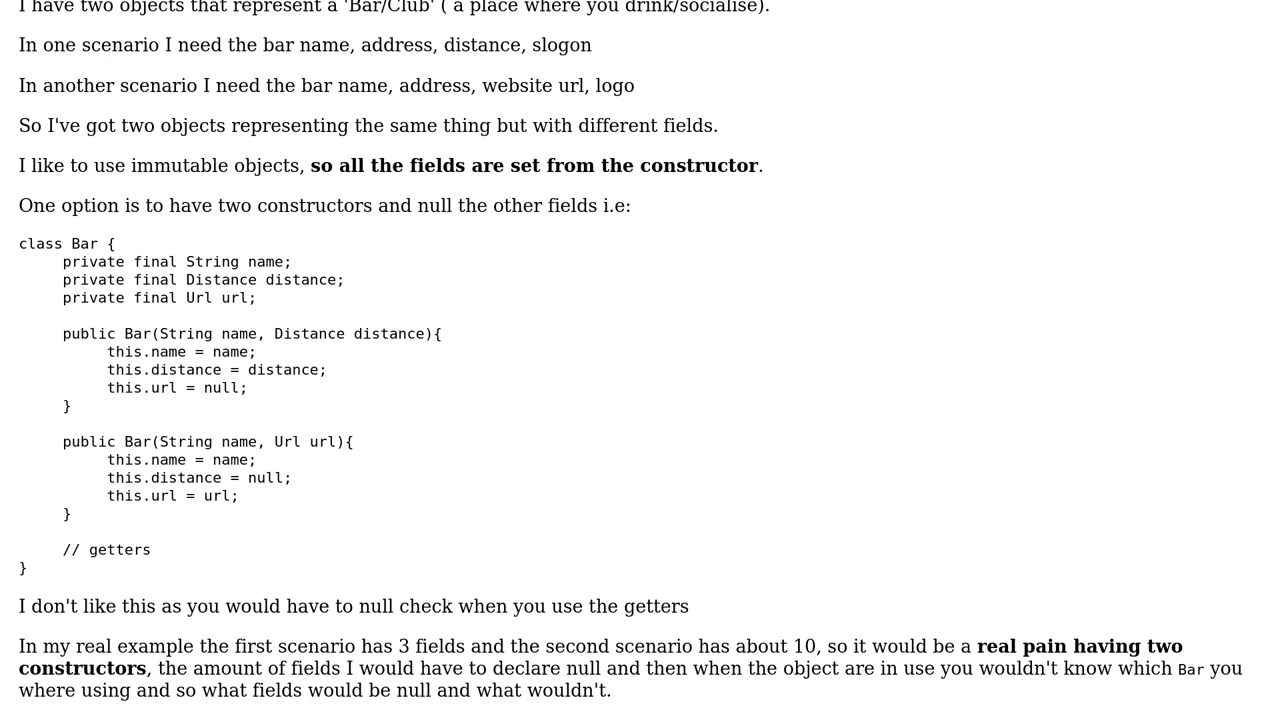 I have two objects that represent a 'Bar/Club' ( a place where you drink/socialise).
In one scenario I need the bar name, address, distance, slogon
In another scenario I need the bar name, address, website url, logo
So I've got two objects representing the same thing but with different fields.
I like to use immutable objects, so all the fields are set from the constructor.
One option is to have two constructors and null the other fields i.e:
class Bar {
     private final String name;
     private final Distance distance;
     private final Url url;

     public Bar(String name, Distance distance){
          this.name = name;
          this.distance = distance;
          this.url = null;
     }

     public Bar(String name, Url url){
          this.name = name;
          this.distance = null;
          this.url = url;
     }

     // getters
}
I don't like this as you would have to null check when you use the getters
In my real example the first scenario has 3 fields and the second scenario has about 10, so it would be a real pain having two
constructors, the amount of fields I would have to declare null and then when the object are in use you wouldn't know which Bar you
where using and so what fields would be null and what wouldn't.